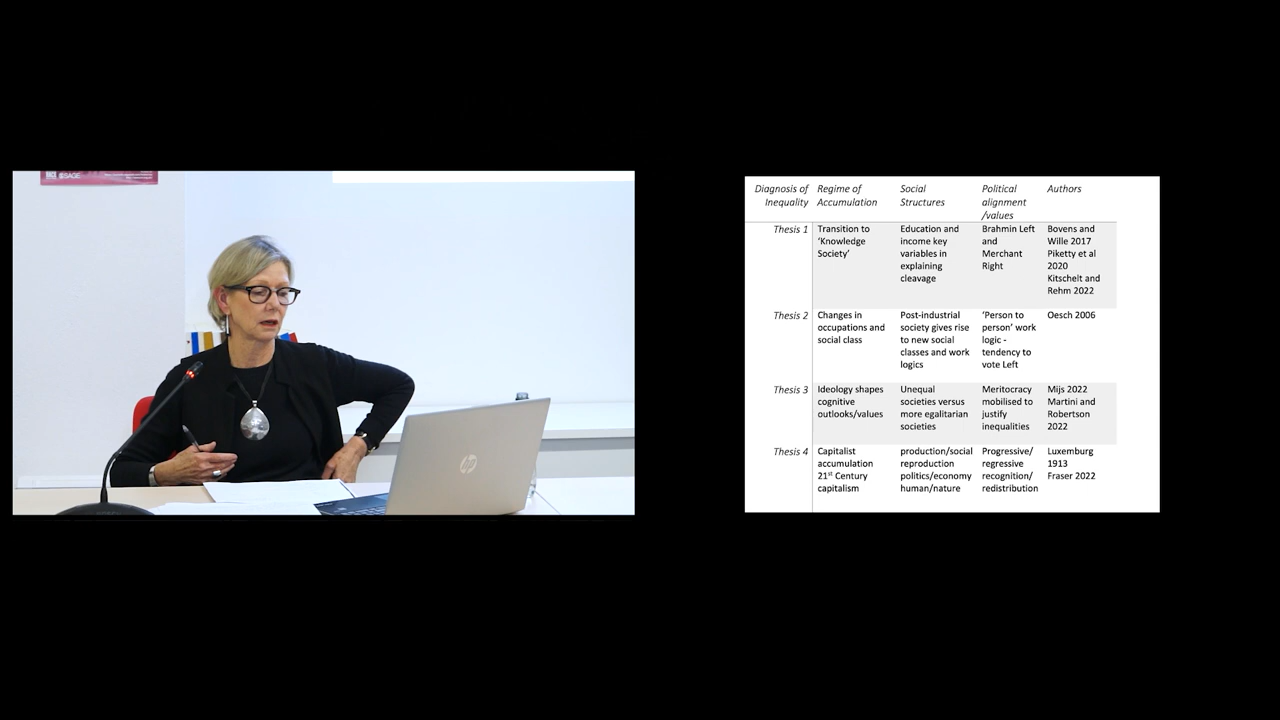 SAGE
hp
Diagnosis of Inequality
Regime of Accumulation
Social Structures
Political alignment /values
Authors
Thesis 1
Transition to ‘Knowledge Society’
Education and income key variables in explaining cleavage
Brahmin Left and Merchant Right
Bovens and Wille 2017
Piketty et al 2020
Kitschelt and Rehm 2022
Thesis 2
Changes in occupations and social class
Post-industrial society gives rise to new social classes and work logics
‘Person to person’ work logic - tendency to vote Left
Oesch 2006
Thesis 3
Ideology shapes cognitive outlooks/values
Unequal societies versus more egalitarian societies
Meritocracy mobilised to justify inequalities
Mijs 2022
Martini and Robertson 2022
Thesis 4
Capitalist accumulation 21st Century capitalism
production/social reproduction politics/economy human/nature
Progressive/ regressive recognition/ redistribution
Luxemburg 1913
Fraser 2022